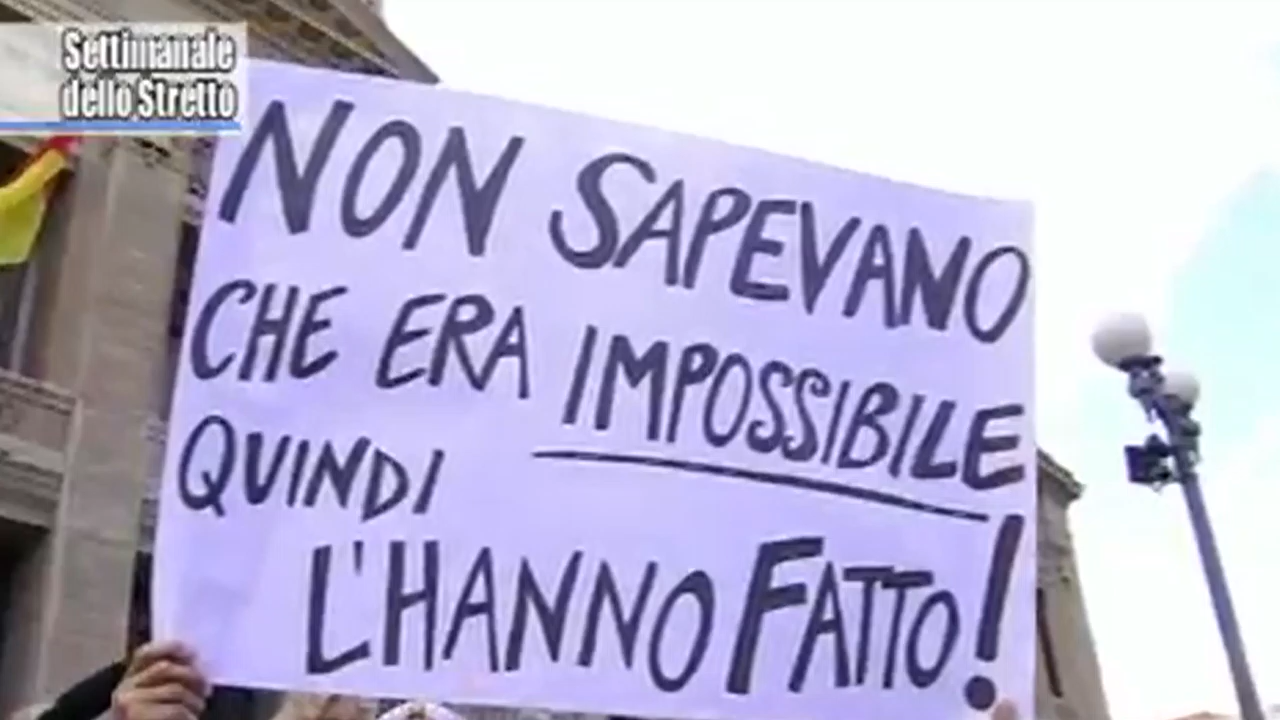 Settimanale
dello Stretto
NON SAPEVANO
CHE ERA IMPOSSIBILE
QUINDI
L'HANNO FATTO!